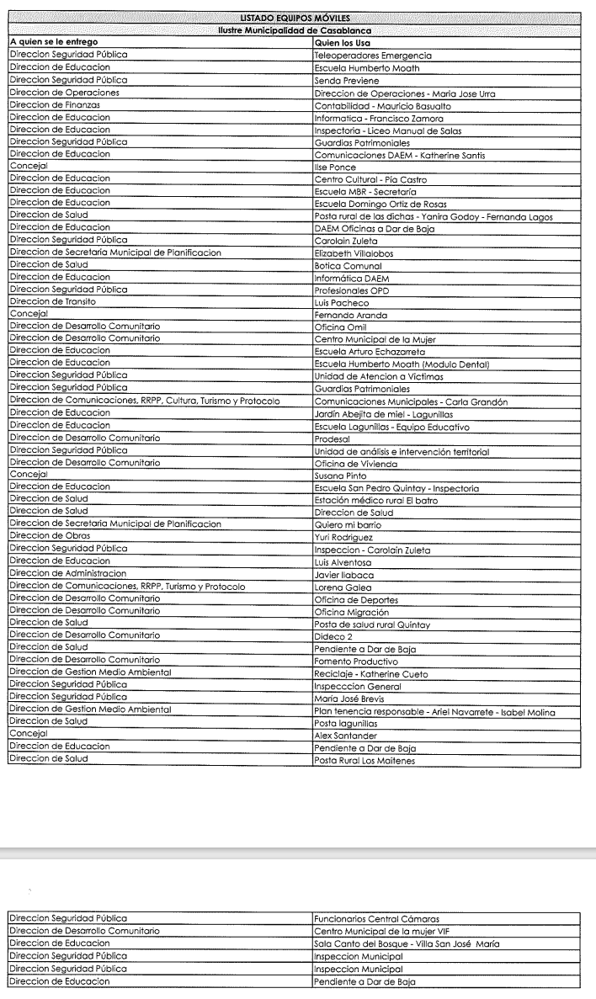 LISTADO EQUIPOS MÓVILES
Ilustre Municipalidad de Casablanca
A quien se le entrego Quien los Usa
Direccion Seguridad Pública Teleoperadores Emergencia
Direccion de Educacion Escuela Humberto Moath
Direccion Seguridad Pública Senda Previene
Direccion de Operaciones Direccion de Operaciones - Maria Jose Urra
Direccion de Finanzas Contabilidad - Mauricio Basualto
Direccion de Educacion Informatica - Francisco Zamora
Direccion de Educacion Inspectoria - Liceo Manual de Salas
Direccion Seguridad Pública Guardias Patrimoniales
Direccion de Educacion Comunicaciones DAEM - Katherine Santis
Concejal Ilse Ponce
Direccion de Educacion Centro Cultural - Pía Castro
Direccion de Educacion Escuela MBR - Secretaría
Direccion de Educacion Escuela Domingo Ortiz de Rosas
Direccion de Salud Posta rural de las dichas - Yanira Godoy - Fernanda Lagos
Direccion de Educacion DAEM Oficinas a Dar de Baja
Direccion Seguridad Pública Carolain Zuleta
Direccion de Secretaria Municipal de Planificacion Elizabeth Villalobos
Direccion de Salud Botica Comunal
Direccion de Educacion Informática DAEM
Direccion Seguridad Pública Profesionales OPD
Direccion de Transito Luis Pacheco
Concejal Fernando Aranda
Direccion de Desarrollo Comunitario Oficina Omil
Direccion de Desarrollo Comunitario Centro Municipal de la Mujer
Direccion de Educacion Escuela Arturo Echazarreta
Direccion de Educacion Escuela Humberto Moath (Modulo Dental)
Direccion Seguridad Pública Unidad de Atencion a Victimas
Direccion Seguridad Pública Guardias Patrimoniales
Direccion de Comunicaciones, RRPP, Cultura, Turismo y Protocolo Comunicaciones Municipales - Carla Grandón
Direccion de Educacion Jardín Abejita de miel - Lagunillas
Direccion de Educacion Escuela Lagunillas - Equipo Educativo
Direccion de Desarrollo Comunitario Prodesal
Direccion Seguridad Pública Unidad de análisis e intervención territorial
Direccion de Desarrollo Comunitario Oficina de Vivienda
Concejal Susana Pinto
Direccion de Educacion Escuela San Pedro Quintay - Inspectoria
Direccion de Salud Estación médico rural El batro
Direccion de Salud Direccion de Salud
Direccion de Secretaria Municipal de Planificacion Quiero mi barrio
Direccion de Obras Yuri Rodriguez
Direccion Seguridad Pública Inspeccion - Carolain Zuleta
Direccion de Educacion Luis Alventosa
Direccion de Administracion Javier Ilabaca
Direccion de Comunicaciones, RRPP, Turismo y Protocolo Lorena Galea
Direccion de Desarrollo Comunitario Oficina de Deportes
Direccion de Desarrollo Comunitario Oficina Migración
Direccion de Salud Posta de salud rural Quintay
Direccion de Desarrollo Comunitario Dideco 2
Direccion de Salud Pendiente a Dar de Baja
Direccion de Desarrollo Comunitario Fomento Productivo
Direccion de Gestion Medio Ambiental Reciclaje - Katherine Cueto
Direccion Seguridad Pública Inspecccion General
Direccion Seguridad Pública María José Brevis
Direccion de Gestion Medio Ambiental Plan tenencia responsable - Ariel Navarrete - Isabel Molina
Direccion de Salud Posta lagunillas
Concejal Alex Santander
Direccion de Educacion Pendiente a Dar de Baja
Direccion de Salud Posta Rural Los Maitenes
Direccion Seguridad Pública Funcionarios Central Cámaras
Direccion de Desarrollo Comunitario Centro Municipal de la mujer VIF
Direccion de Educacion Sala Canto del Bosque - Villa San José María
Direccion Seguridad Pública Inspeccion Municipal
Direccion Seguridad Pública Inspeccion Municipal
Direccion de Educacion Pendiente a Dar de Baja